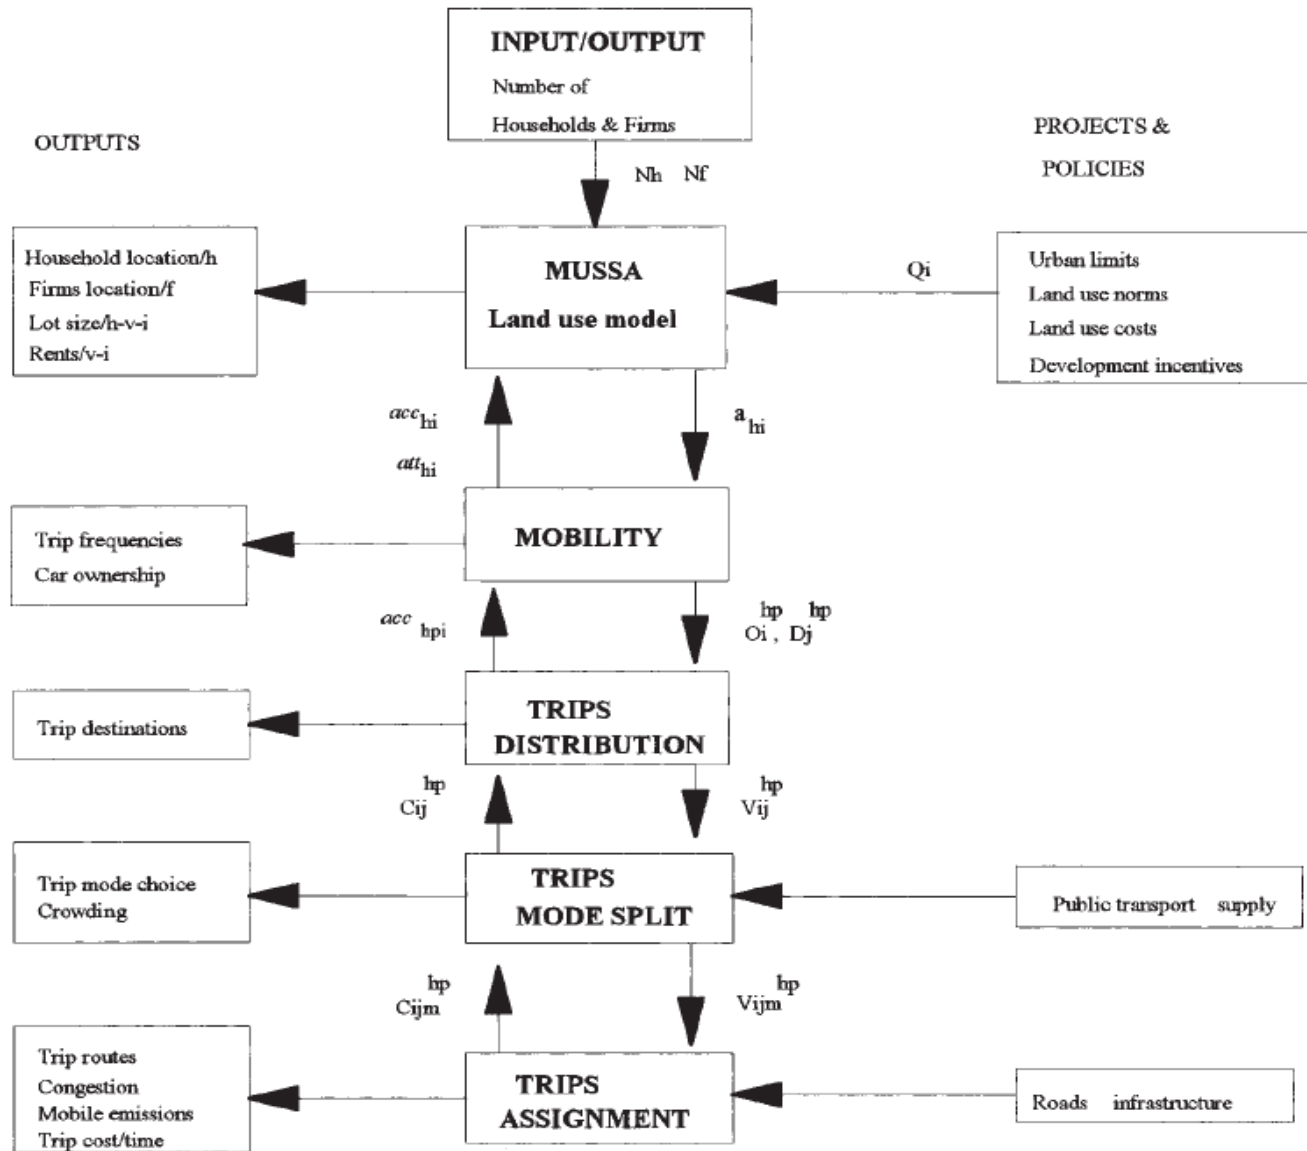 INPUT/OUTPUT
Number of
Households & Firms
OUTPUTS
PROJECTS &
POLICIES
Nh Nf
Household location/h
Firms location/f
Lot size/h-v-i
Rents/v-i
MUSSA
Land use model
Qi
Urban limits
Land use norms
Land use costs
Development incentives
acc hi
att hi
a hi
Trip frequencies
Car ownership
MOBILITY
acc hpi
hp hp
Oi , Dj
Trip destinations
TRIPS
DISTRIBUTION
hp
Cij
hp
Vij
Trip mode choice
Crowding
TRIPS
MODE SPLIT
Public transport supply
hp
Cijm
hp
Vijm
Trip routes
Congestion
Mobile emissions
Trip cost/time
TRIPS
ASSIGNMENT
Roads infrastructure